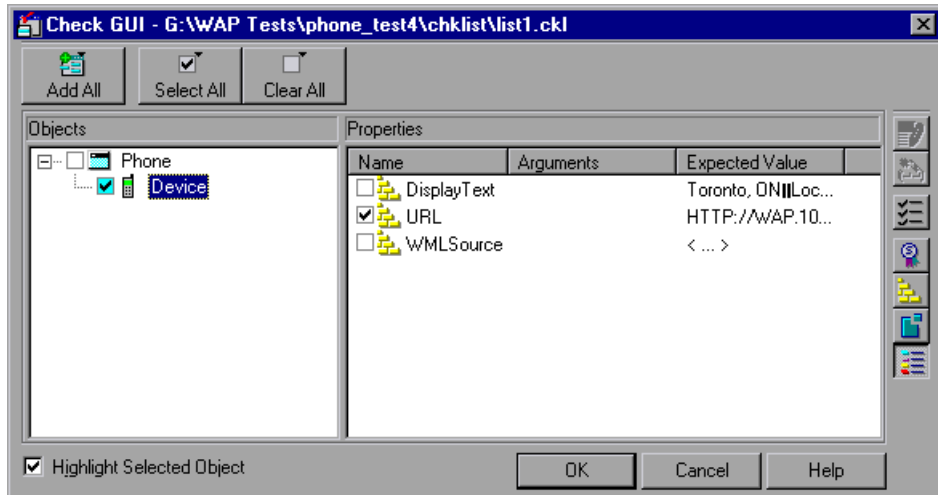 Check GUI - G:\WAP Tests\phone_test4\chklist\list1.ckl
Add All Select All Clear All
Objects Properties
Phone
Device
Name Arguments Expected Value
DisplayText Toronto, ON||Loc...
URL HTTP://WAP.10...
WMLSource < ... >
Highlight Selected Object
OK Cancel Help